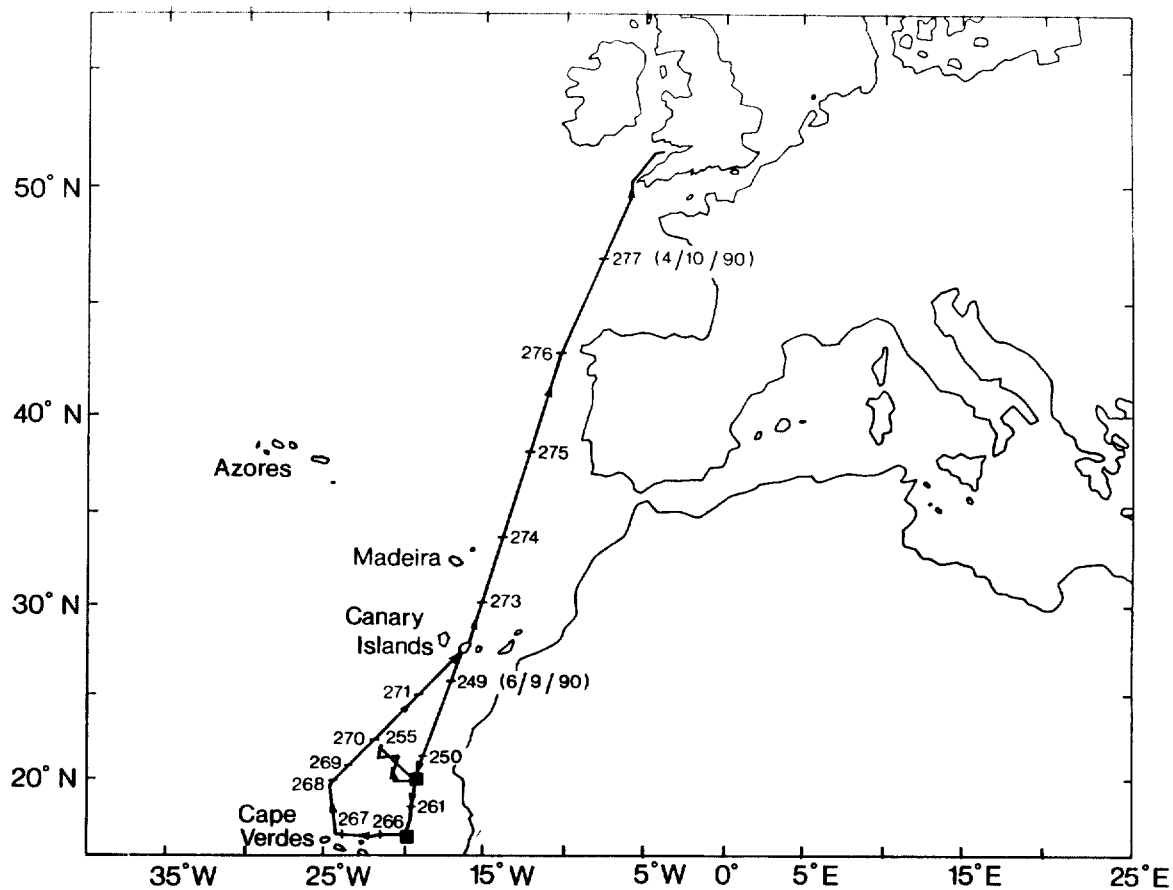 50° N
277 (4/10/90)
276
40° N
275
Azores
274
Madeira
30° N
273
Canary
Islands
271
249 (6/9/90)
270
255
250
269
20° N
268
261
Cape
Verdes
267
266
35°W
25°W
15°W
5°W
0°
5°E
15°E
25°E